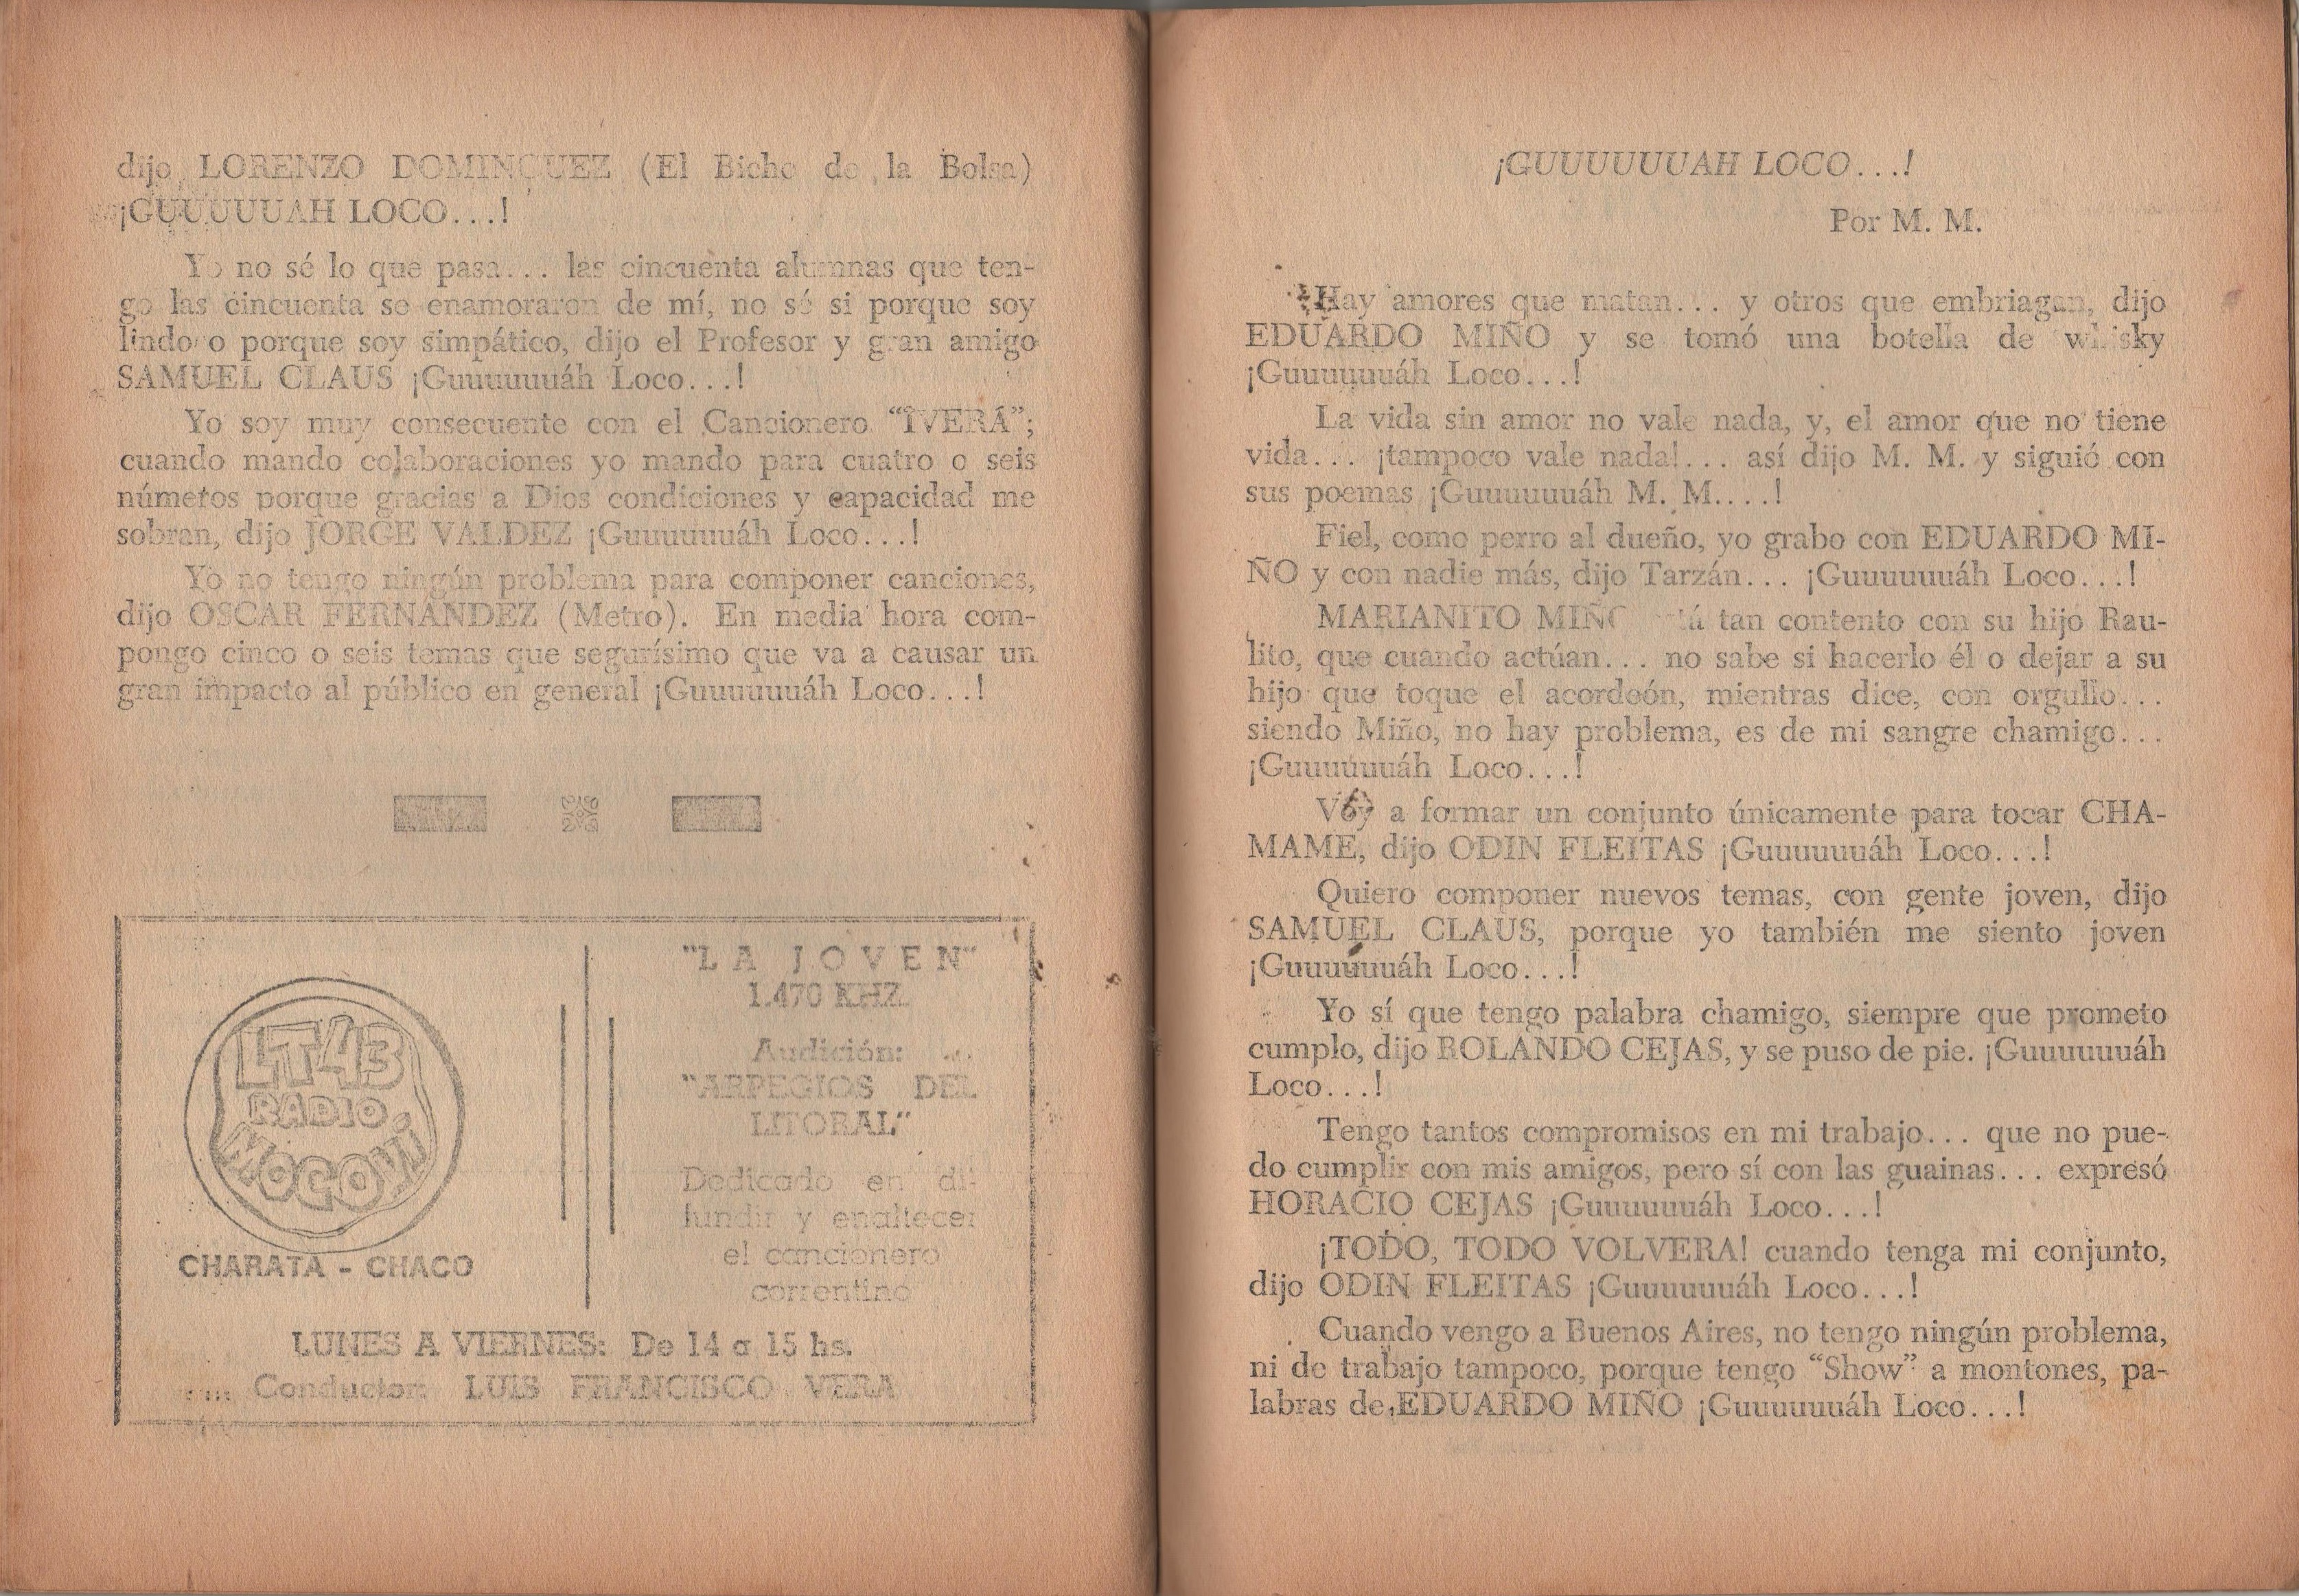 dijo LORENZO DOMINGUEZ (El Bicho de la Bolsa)
¡GUUUUUAH LOCO...!
Yo no sé lo que pasa... las cincuenta alumnas que ten-
go las cincuenta se enamoraron de mí, no sé si porque soy
lindo o porque soy simpático, dijo el Profesor y gran amigo
SAMUEL CLAUS ¡Guuuuuuáh Loco...!
Yo soy muy consecuente con el Cancionero “IVERÁ”;
cuando mando colaboraciones yo mando para cuatro o seis
números porque gracias a Dios condiciones y capacidad me
sobran, dijo JORGE VALDEZ ¡Guuuuuuáh Loco...!
Yo no tengo ningún problema para componer canciones,
dijo OSCAR FERNANDEZ (Metro). En media hora com-
pongo cinco o seis temas que segurísimo que va a causar un
gran impacto al público en general ¡Guuuuuuáh Loco...!
LT43
RADIO
MOCOVÍ
CHARATA - CHACO
"LA JOVEN"
1.470 KHZ.
Audición: ...
"ARPEGIOS DEL
LITORAL"
Dedicado en di-
fundir y enaltecer
el cancionero
correntino
LUNES A VIERNES: De 14 a 15 hs.
... Conductor: LUIS FRANCISCO VERA
¡GUUUUUUAH LOCO...!
Por M. M.
Hay amores que matan... y otros que embriagan, dijo
EDUARDO MIÑO y se tomó una botella de whisky
¡Guuuuuuáh Loco...!
La vida sin amor no vale nada, y, el amor que no tiene
vida... ¡tampoco vale nada!... así dijo M. M. y siguió con
sus poemas ¡Guuuuuuáh M. M....!
Fiel, como perro al dueño, yo grabo con EDUARDO MI-
ÑO y con nadie más, dijo Tarzán... ¡Guuuuuuáh Loco...!
MARIANITO MIÑO está tan contento con su hijo Rau-
lito, que cuando actúan... no sabe si hacerlo él o dejar a su
hijo que toque el acordeón, mientras dice, con orgullo...
siendo Miño, no hay problema, es de mi sangre chamigo...
¡Guuuuuuáh Loco...!
Voy a formar un conjunto únicamente para tocar CHA-
MAME, dijo ODIN FLEITAS ¡Guuuuuuáh Loco...!
Quiero componer nuevos temas, con gente joven, dijo
SAMUEL CLAUS, porque yo también me siento joven
¡Guuuuuuáh Loco...!
Yo sí que tengo palabra chamigo, siempre que prometo
cumplo, dijo ROLANDO CEJAS, y se puso de pie. ¡Guuuuuuáh
Loco...!
Tengo tantos compromisos en mi trabajo... que no pue-
do cumplir con mis amigos, pero sí con las guainas... expresó
HORACIO CEJAS ¡Guuuuuuáh Loco...!
¡TODO, TODO VOLVERA! cuando tenga mi conjunto,
dijo ODIN FLEITAS ¡Guuuuuuáh Loco...!
Cuando vengo a Buenos Aires, no tengo ningún problema,
ni de trabajo tampoco, porque tengo “Show” a montones, pa-
labras de EDUARDO MIÑO ¡Guuuuuuáh Loco...!